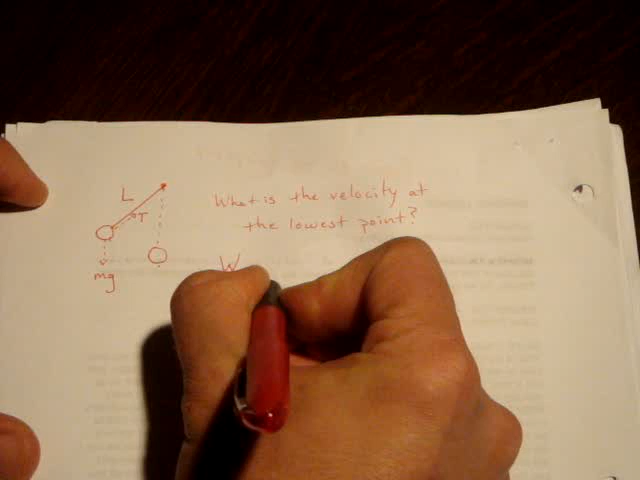 L
T
mg
What is the velocity at
the lowest point?
W